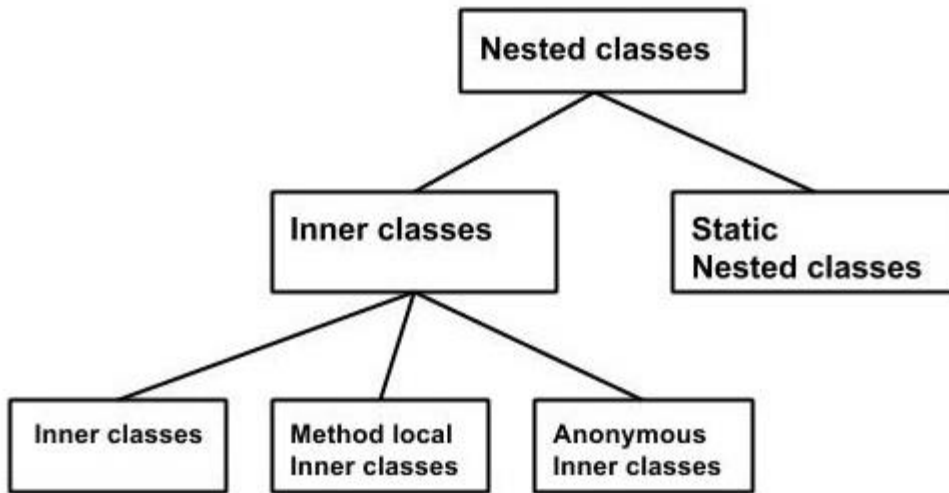 Nested classes
Inner classes
Static
Nested classes
Inner classes
Method local
Inner classes
Anonymous
Inner classes